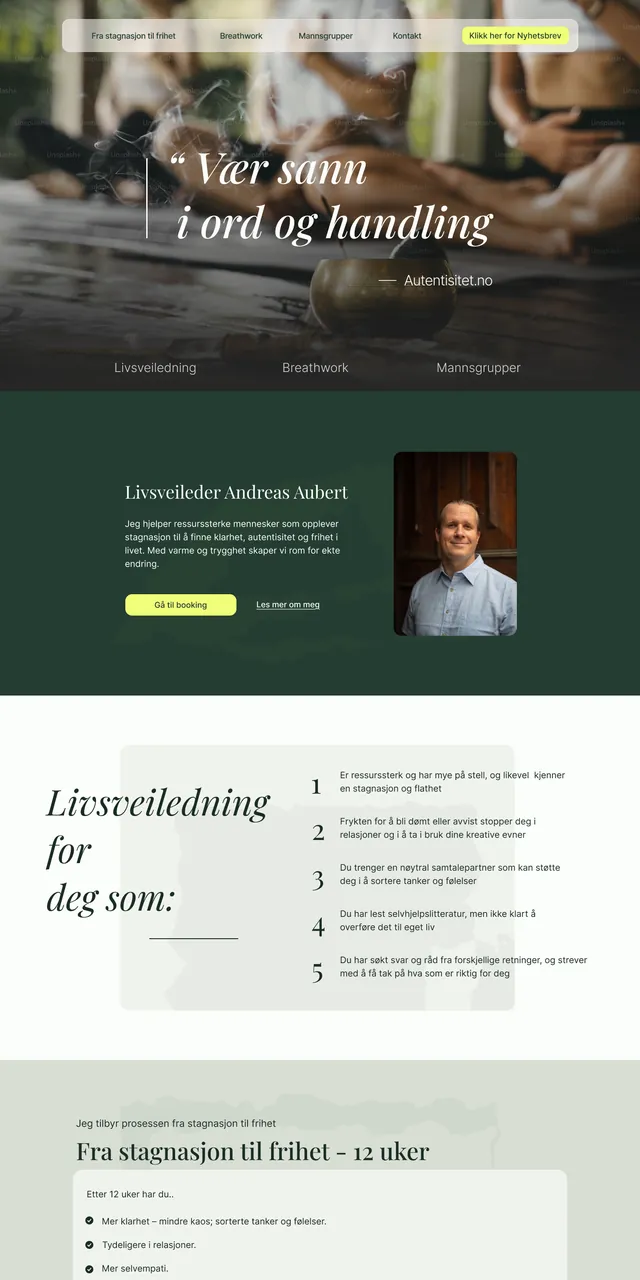 Fra stagnasjon til frihet
Breathwork
Mannsgrupper
Kontakt
Klikk her for Nyhetsbrev
“ Vær sann
i ord og handling
— Autentisitet.no
Livsveiledning
Breathwork
Mannsgrupper
Livsveileder Andreas Aubert
Jeg hjelper ressurssterke mennesker som opplever
stagnasjon til å finne klarhet, autentisitet og frihet i
livet. Med varme og trygghet skaper vi rom for ekte
endring.
Gå til booking
Les mer om meg
Livsveiledning
for
deg som:
1
Er ressurssterk og har mye på stell, og likevel kjenner
en stagnasjon og flathet
2
Frykten for å bli dømt eller avvist stopper deg i
relasjoner og i å ta i bruk dine kreative evner
3
Du trenger en nøytral samtalepartner som kan støtte
deg i å sortere tanker og følelser
4
Du har lest selvhjelpslitteratur, men ikke klart å
overføre det til eget liv
5
Du har søkt svar og råd fra forskjellige retninger, og strever
med å få tak på hva som er riktig for deg
Jeg tilbyr prosessen fra stagnasjon til frihet
Fra stagnasjon til frihet - 12 uker
Etter 12 uker har du..
Mer klarhet – mindre kaos; sorterte tanker og følelser.
Tydeligere i relasjoner.
Mer selvempati.